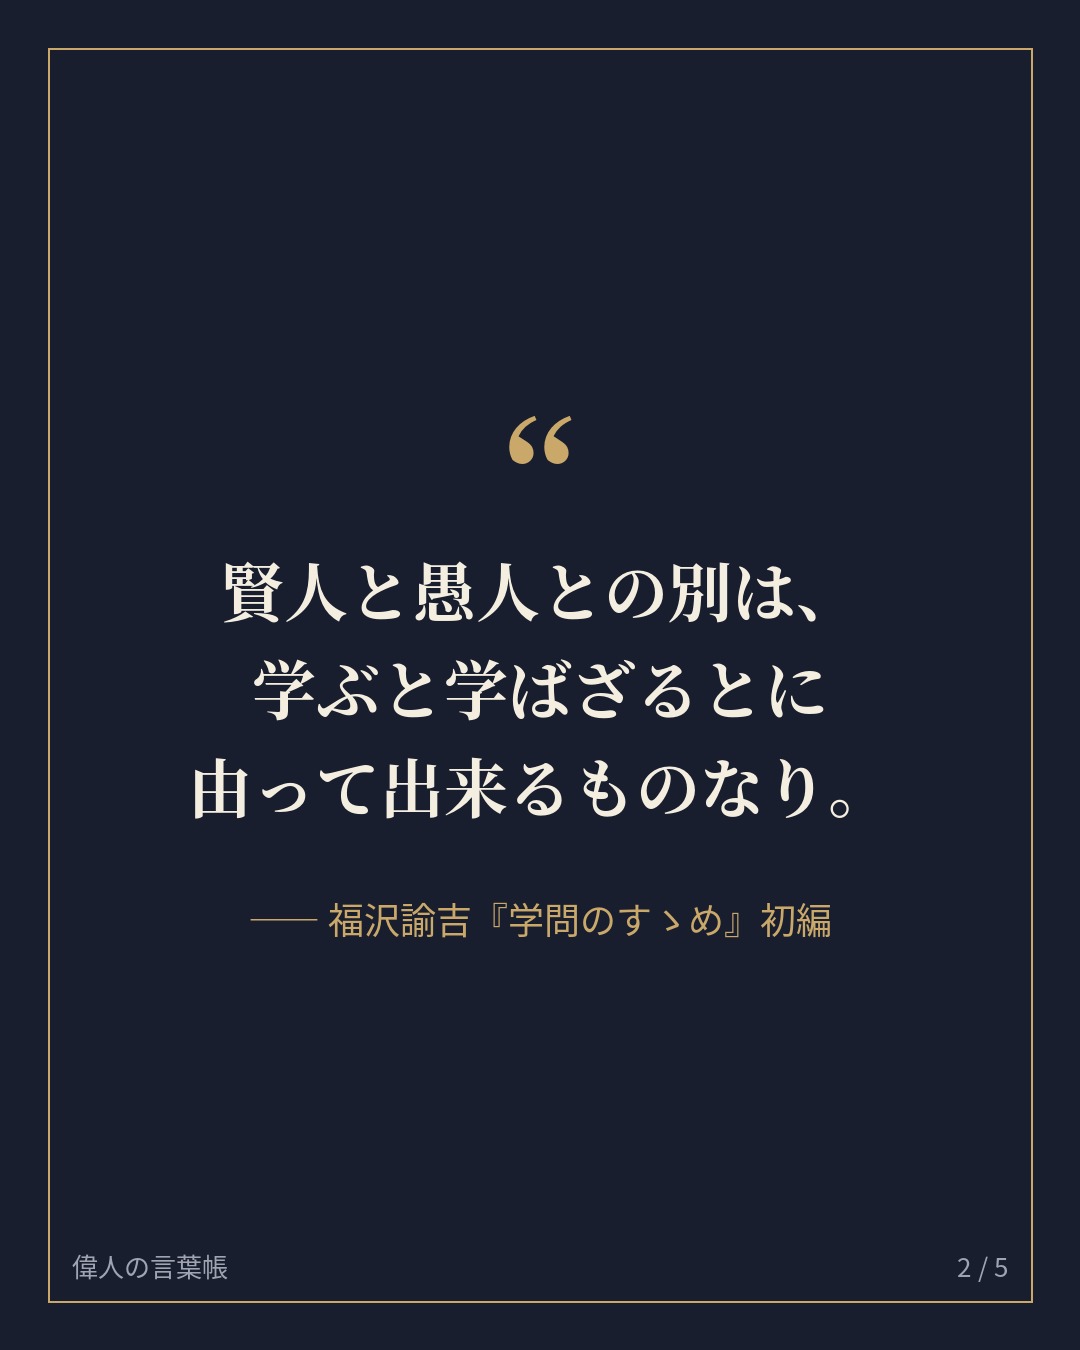 “
賢人と愚人との別は、
学ぶと学ばざるとに
由って出来るものなり。
―― 福沢諭吉『学問のすゝめ』初編
偉人の言葉帳
2 / 5